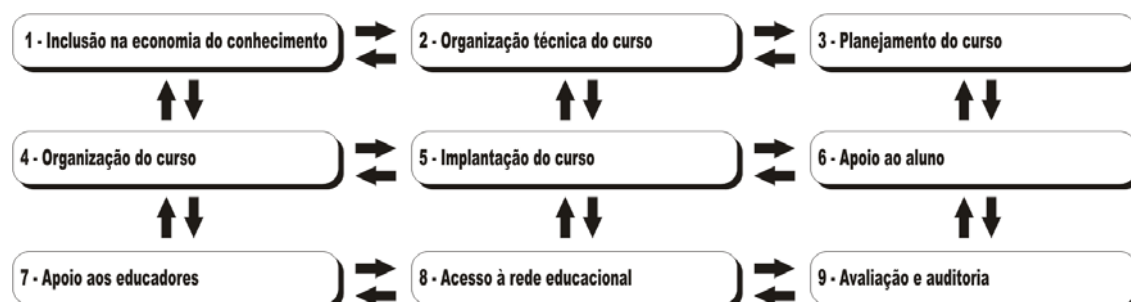 1 - Inclusão na economia do conhecimento
2 - Organização técnica do curso
3 - Planejamento do curso
4 - Organização do curso
5 - Implantação do curso
6 - Apoio ao aluno
7 - Apoio aos educadores
8 - Acesso à rede educacional
9 - Avaliação e auditoria